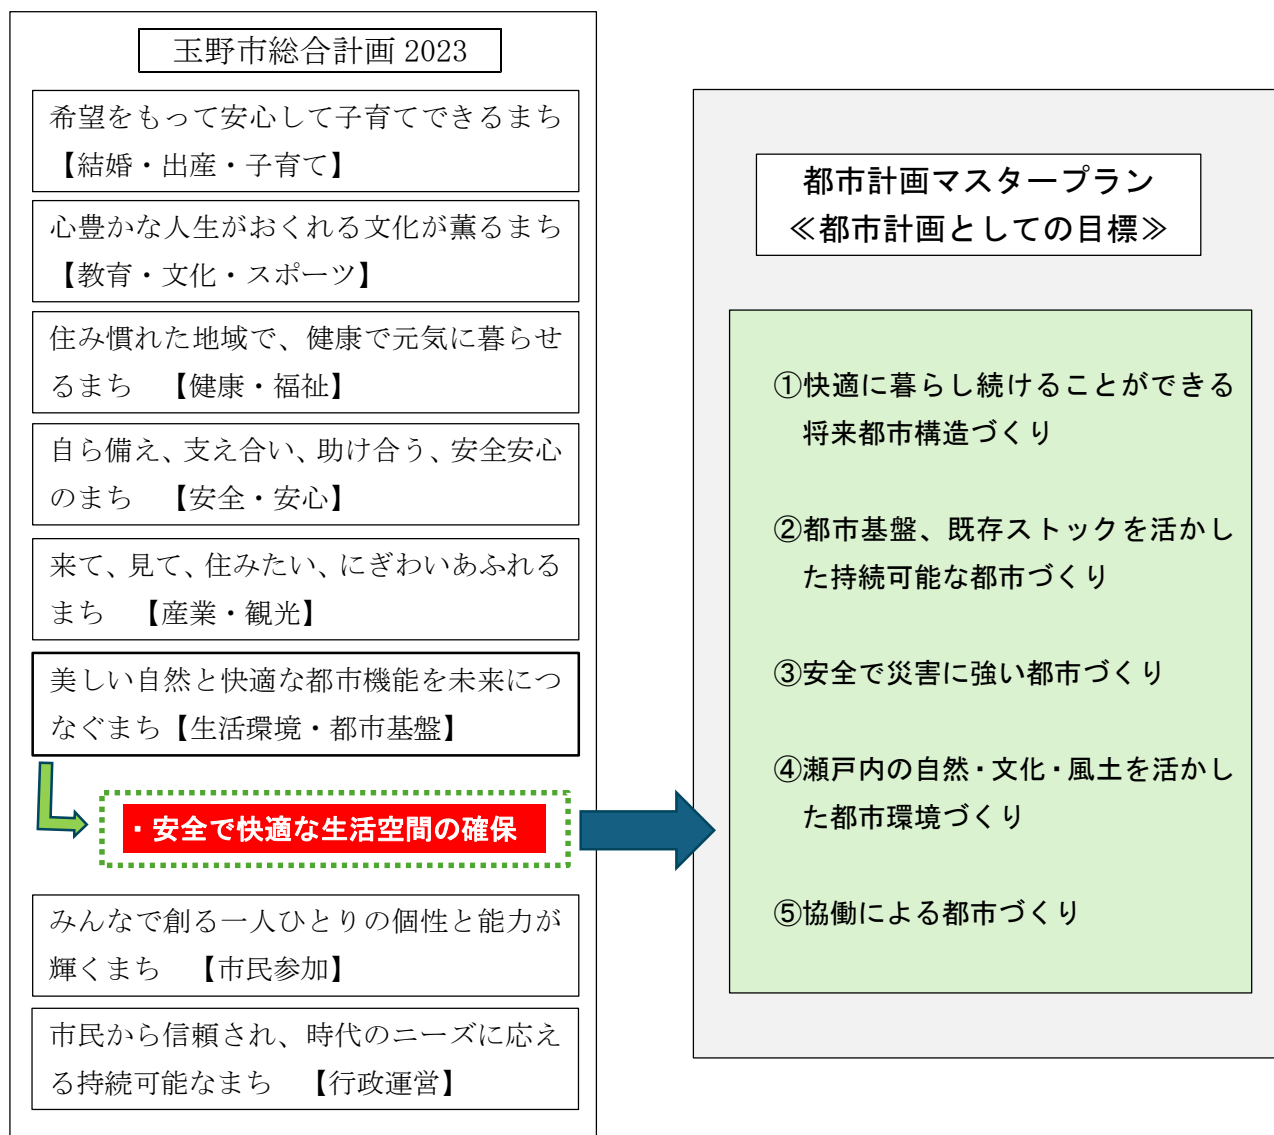 玉野市総合計画 2023
希望をもって安心して子育てできるまち
【結婚・出産・子育て】
心豊かな人生がおくれる文化が薫るまち
【教育・文化・スポーツ】
住み慣れた地域で、健康で元気に暮らせ
るまち　【健康・福祉】
自ら備え、支え合い、助け合う、安全安心
のまち　【安全・安心】
来て、見て、住みたい、にぎわいあふれる
まち　【産業・観光】
美しい自然と快適な都市機能を未来につ
なぐまち【生活環境・都市基盤】
・安全で快適な生活空間の確保
みんなで創る一人ひとりの個性と能力が
輝くまち　【市民参加】
市民から信頼され、時代のニーズに応え
る持続可能なまち　【行政運営】
都市計画マスタープラン
≪都市計画としての目標≫
①快適に暮らし続けることができる
将来都市構造づくり
②都市基盤、既存ストックを活かし
た持続可能な都市づくり
③安全で災害に強い都市づくり
④瀬戸内の自然・文化・風土を活かし
た都市環境づくり
⑤協働による都市づくり